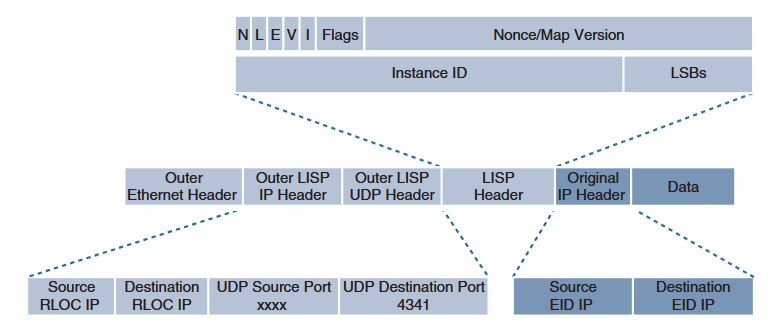 N L E V I Flags Nonce/Map Version
Instance ID LSBs
Outer Ethernet Header
Outer LISP IP Header
Outer LISP UDP Header
LISP Header
Original IP Header
Data
Source RLOC IP
Destination RLOC IP
UDP Source Port xxxx
UDP Destination Port 4341
Source EID IP
Destination EID IP